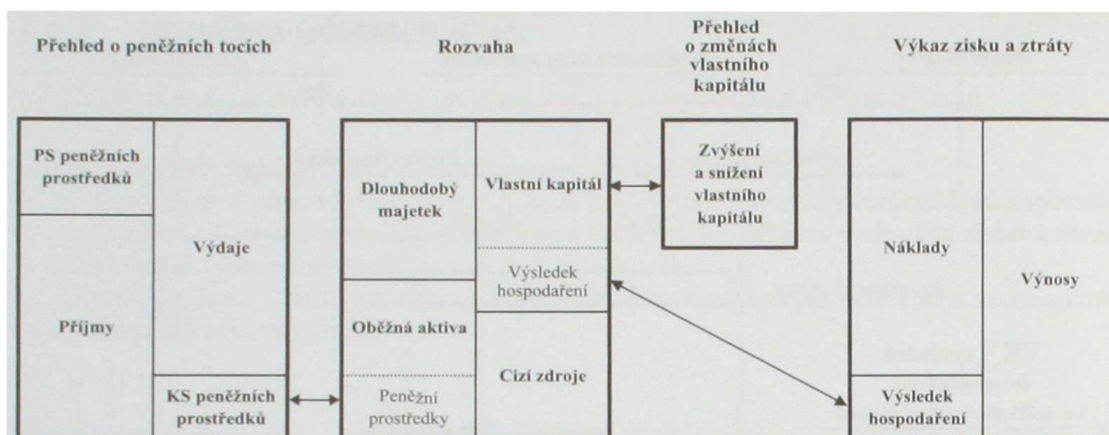 Přehled o peněžních tocích
Rozvaha
Přehled
o změnách
vlastního
kapitálu
Výkaz zisku a ztráty
PS peněžních
prostředků
Příjmy
Výdaje
KS peněžních
prostředků
Dlouhodobý
majetek
Oběžná aktiva
Peněžní
prostředky
Vlastní kapitál
Výsledek
hospodaření
Cizí zdroje
Zvýšení
a snížení
vlastního
kapitálu
Náklady
Výsledek
hospodaření
Výnosy